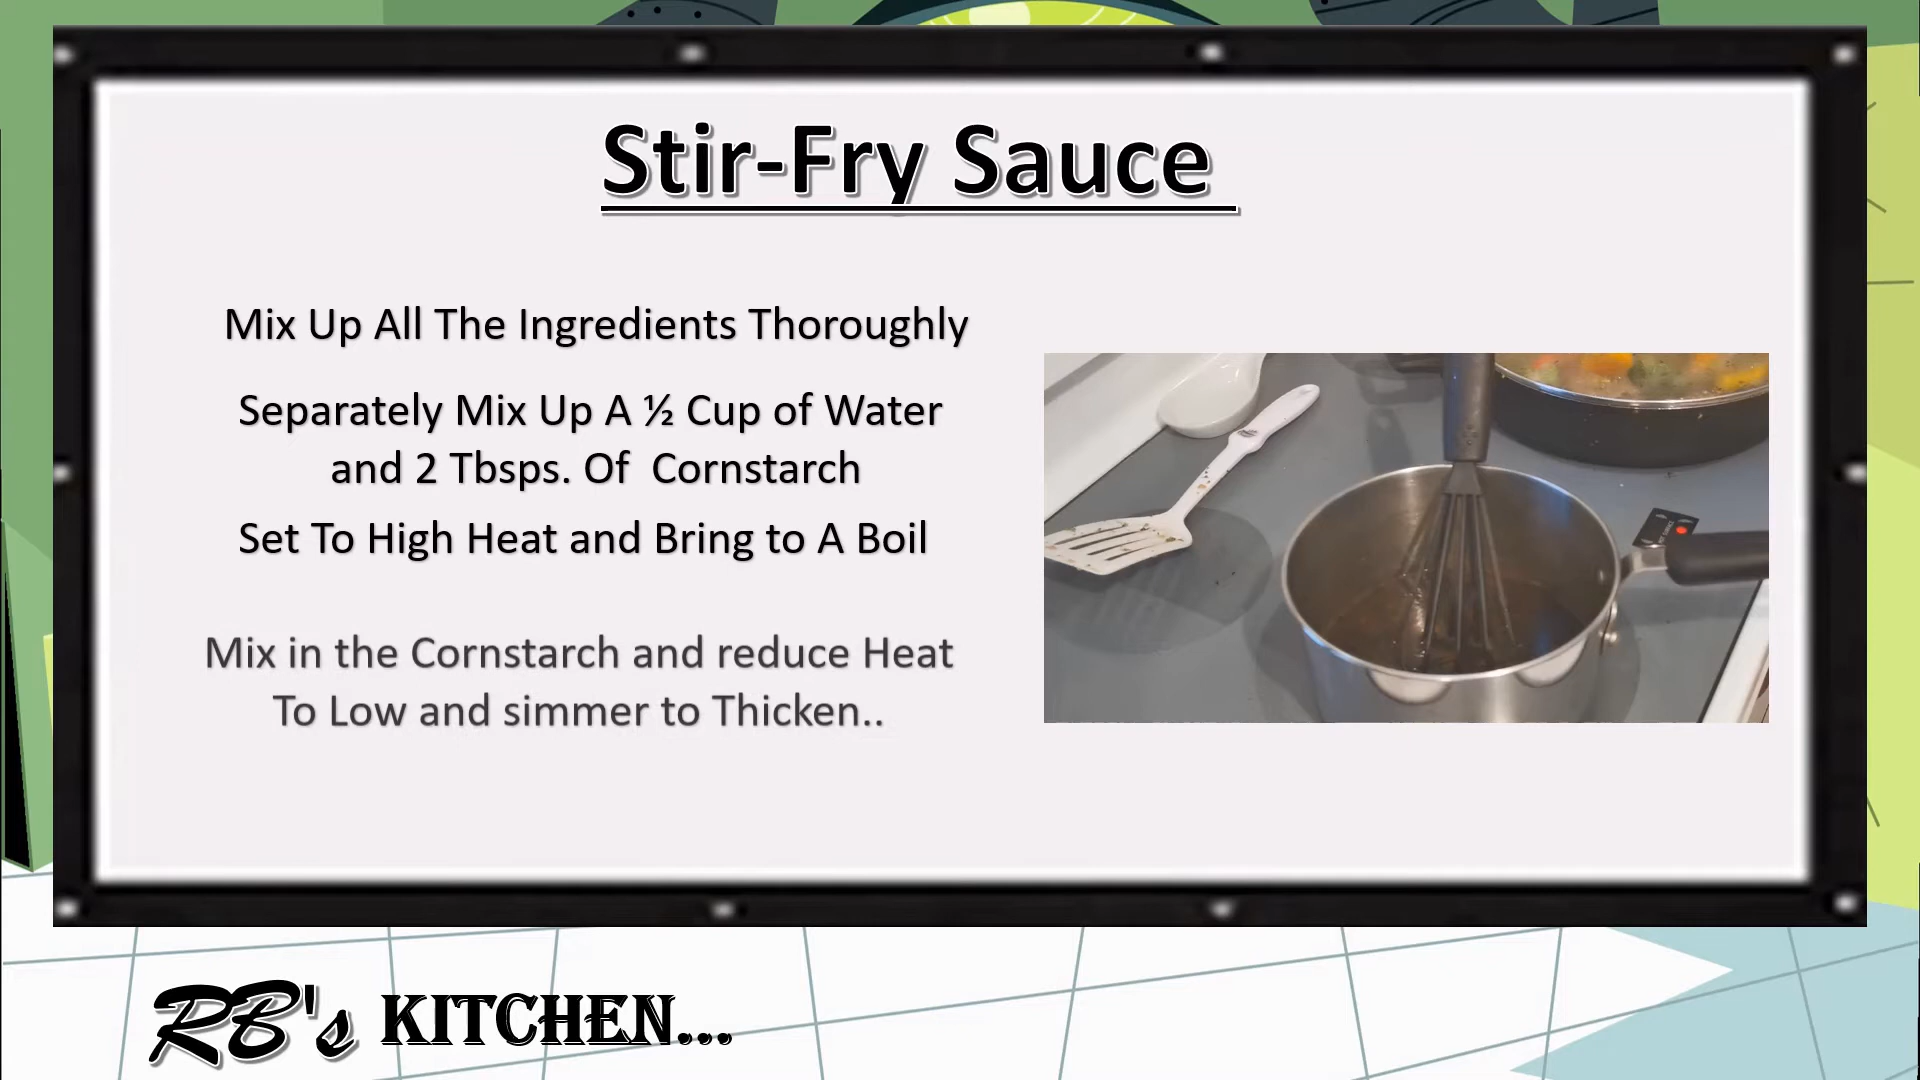 Stir-Fry Sauce
Mix Up All The Ingredients Thoroughly
Separately Mix Up A ½ Cup of Water
and 2 Tbsps. Of  Cornstarch
Set To High Heat and Bring to A Boil
Mix in the Cornstarch and reduce Heat
To Low and simmer to Thicken..
RB's KITCHEN...